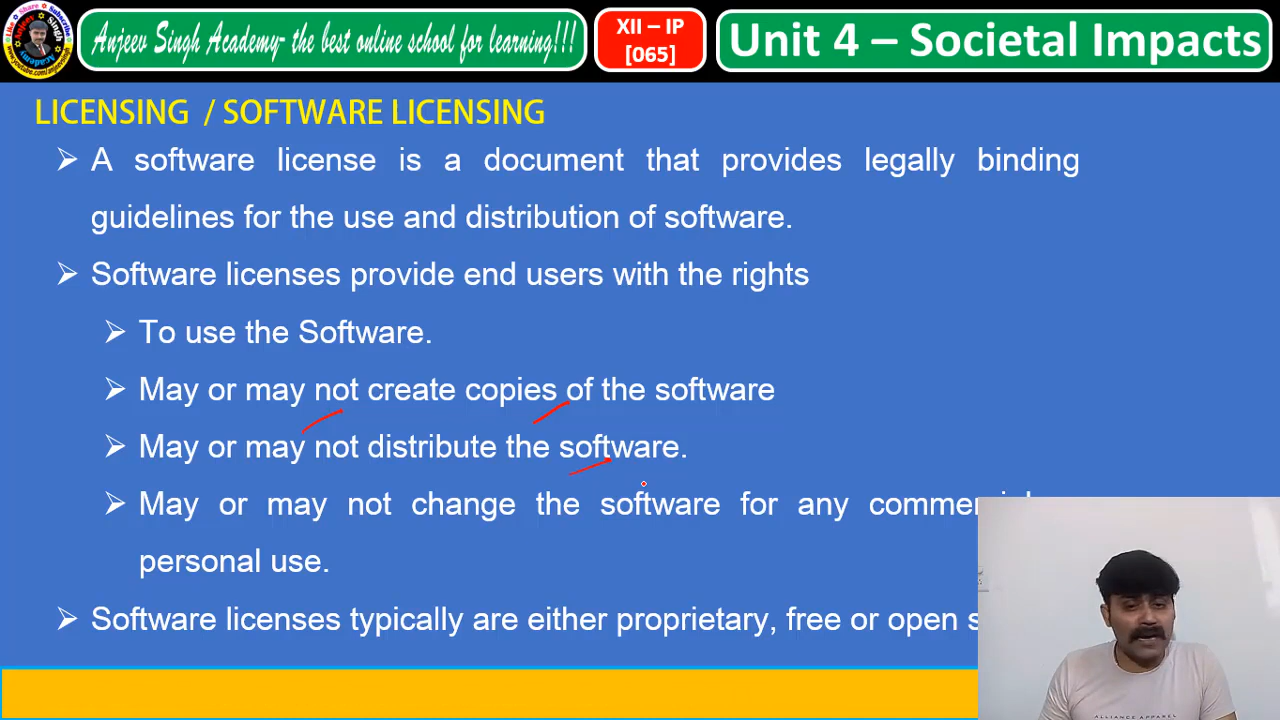 Anjeev Singh Academy- the best online school for learning!!!
XII – IP
[065]
Unit 4 – Societal Impacts
LICENSING / SOFTWARE LICENSING
➢ A software license is a document that provides legally binding
guidelines for the use and distribution of software.
➢ Software licenses provide end users with the rights
➢ To use the Software.
➢ May or may not create copies of the software
➢ May or may not distribute the software.
➢ May or may not change the software for any
personal use.
➢ Software licenses typically are either proprietary, free or open
ALLIANCE APPAREL